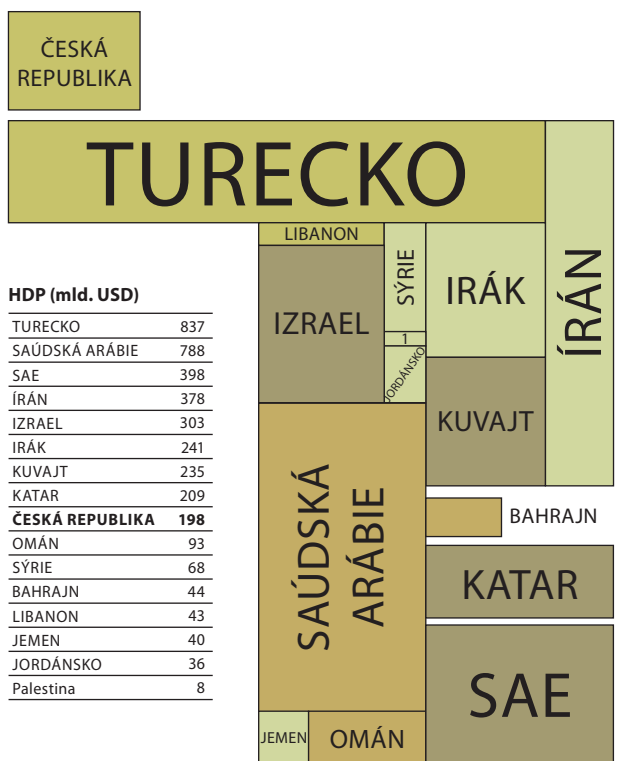 ČESKÁ
REPUBLIKA
TURECKO
ÍRÁN
LIBANON
SÝRIE
IRÁK
IZRAEL
1
JORDÁNSKO
KUVAJT
HDP (mld. USD)
TURECKO 837
SAÚDSKÁ ARÁBIE 788
SAE 398
ÍRÁN 378
IZRAEL 303
IRÁK 241
KUVAJT 235
KATAR 209
ČESKÁ REPUBLIKA 198
OMÁN 93
SÝRIE 68
BAHRAJN 44
LIBANON 43
JEMEN 40
JORDÁNSKO 36
Palestina 8
SAÚDSKÁ
ARÁBIE
BAHRAJN
KATAR
SAE
JEMEN
OMÁN